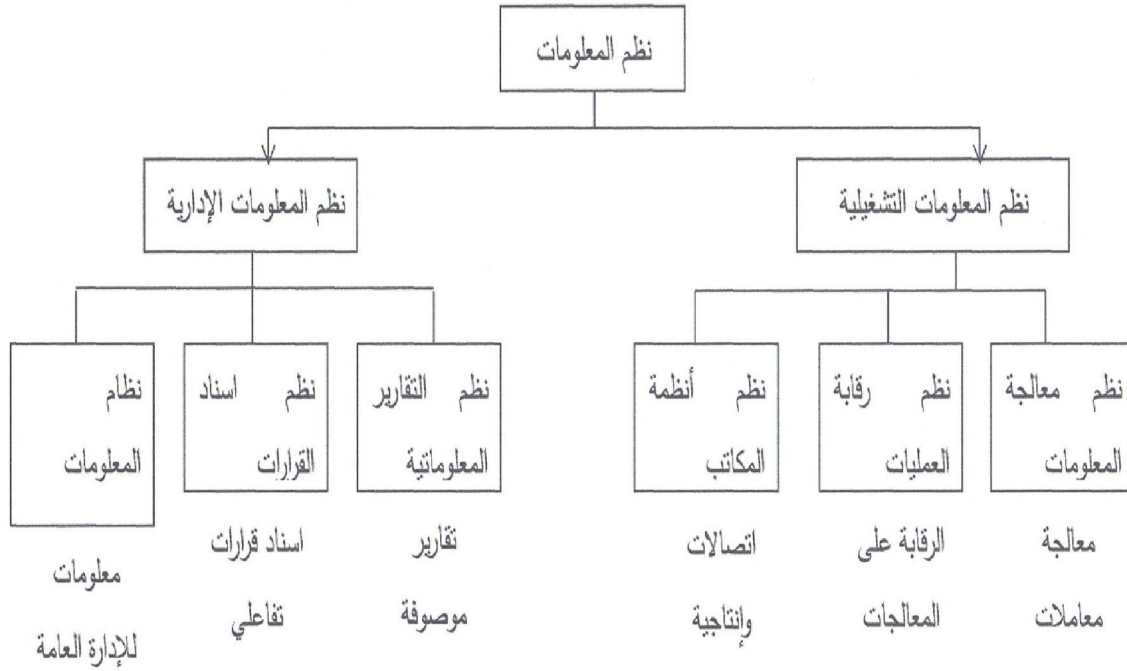 نظم المعلومات
نظم المعلومات التشغيلية
نظم المعلومات الإدارية
نظم معالجة
المعلومات
نظم رقابة
العمليات
نظم أنظمة
المكاتب
نظم التقارير
المعلوماتية
نظم اسناد
القرارات
نظام
المعلومات
معالجة
معاملات
الرقابة على
المعالجات
اتصالات
وإنتاجية
تقارير
موصوفة
اسناد قرارات
تفاعلي
معلومات
للإدارة العامة